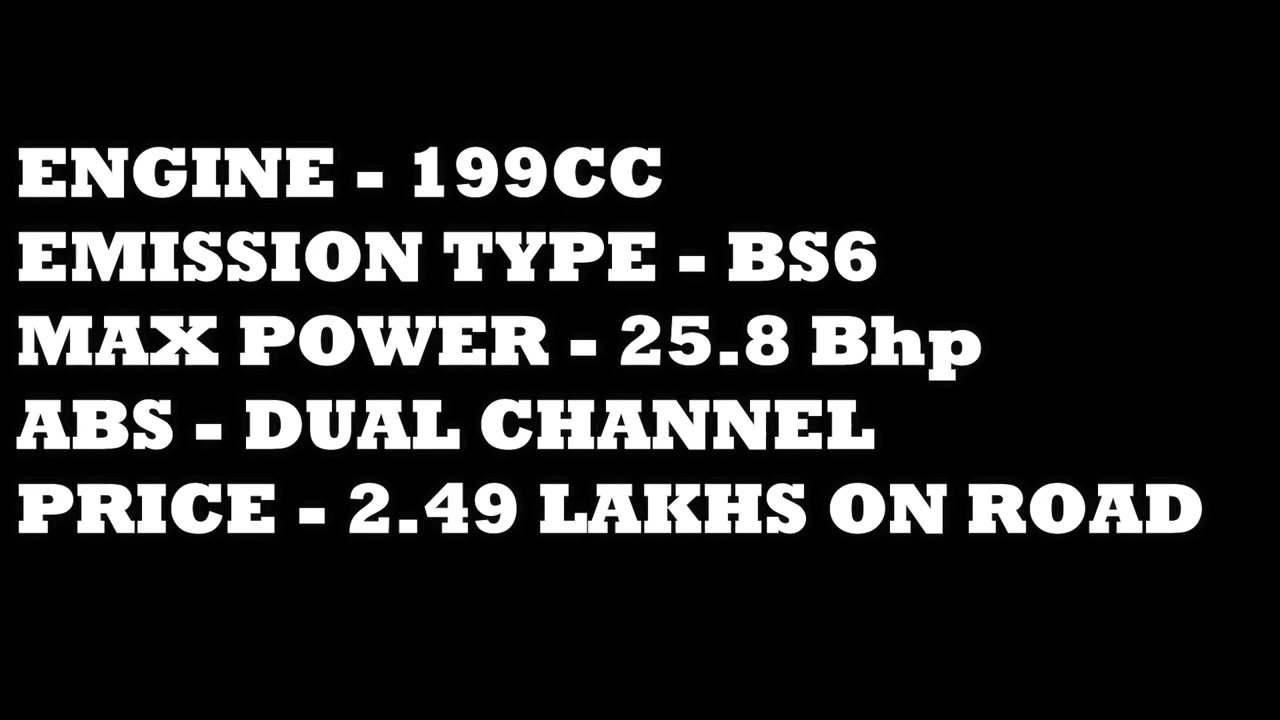 ENGINE - 199CC
EMISSION TYPE - BS6
MAX POWER - 25.8 Bhp
ABS - DUAL CHANNEL
PRICE - 2.49 LAKHS ON ROAD